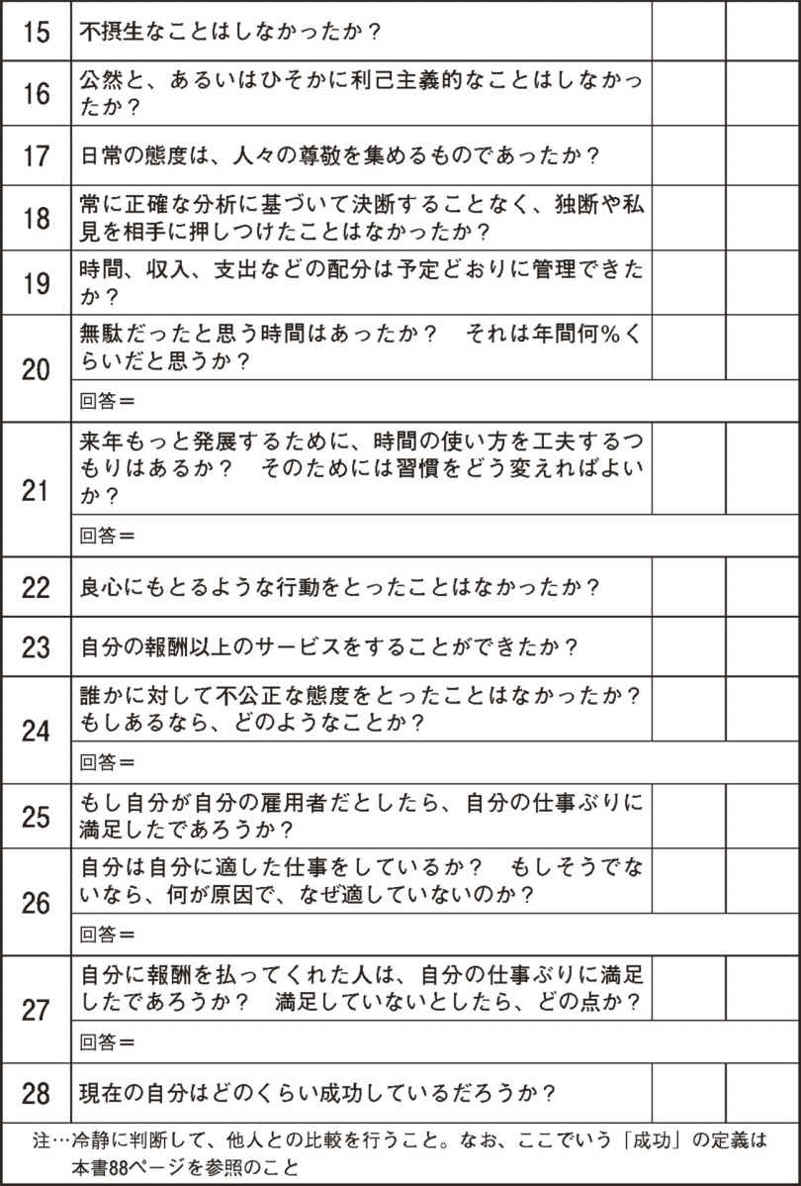 15 不摂生なことはしなかったか？
16 公然と、あるいはひそかに利己主義的なことはしなかっ
たか？
17 日常の態度は、人々の尊敬を集めるものであったか？
18 常に正確な分析に基づいて決断することなく、独断や私
見を相手に押しつけたことはなかったか？
19 時間、収入、支出などの配分は予定どおりに管理できた
か？
20 無駄だったと思う時間はあったか？　それは年間何％く
らいだと思うか？
回答＝
21 来年もっと発展するために、時間の使い方を工夫するつ
もりはあるか？　そのためには習慣をどう変えればよい
か？
回答＝
22 良心にもとるような行動をとったことはなかったか？
23 自分の報酬以上のサービスをすることができたか？
24 誰かに対して不公正な態度をとったことはなかったか？
もしあるなら、どのようなことか？
回答＝
25 もし自分が自分の雇用者だとしたら、自分の仕事ぶりに
満足したであろうか？
26 自分は自分に適した仕事をしているか？　もしそうでな
いなら、何が原因で、なぜ適していないのか？
回答＝
27 自分に報酬を払ってくれた人は、自分の仕事ぶりに満足
したであろうか？　満足していないとしたら、どの点か？
回答＝
28 現在の自分はどのくらい成功しているだろうか？
注…冷静に判断して、他人との比較を行うこと。なお、ここでいう「成功」の定義は
本書88ページを参照のこと